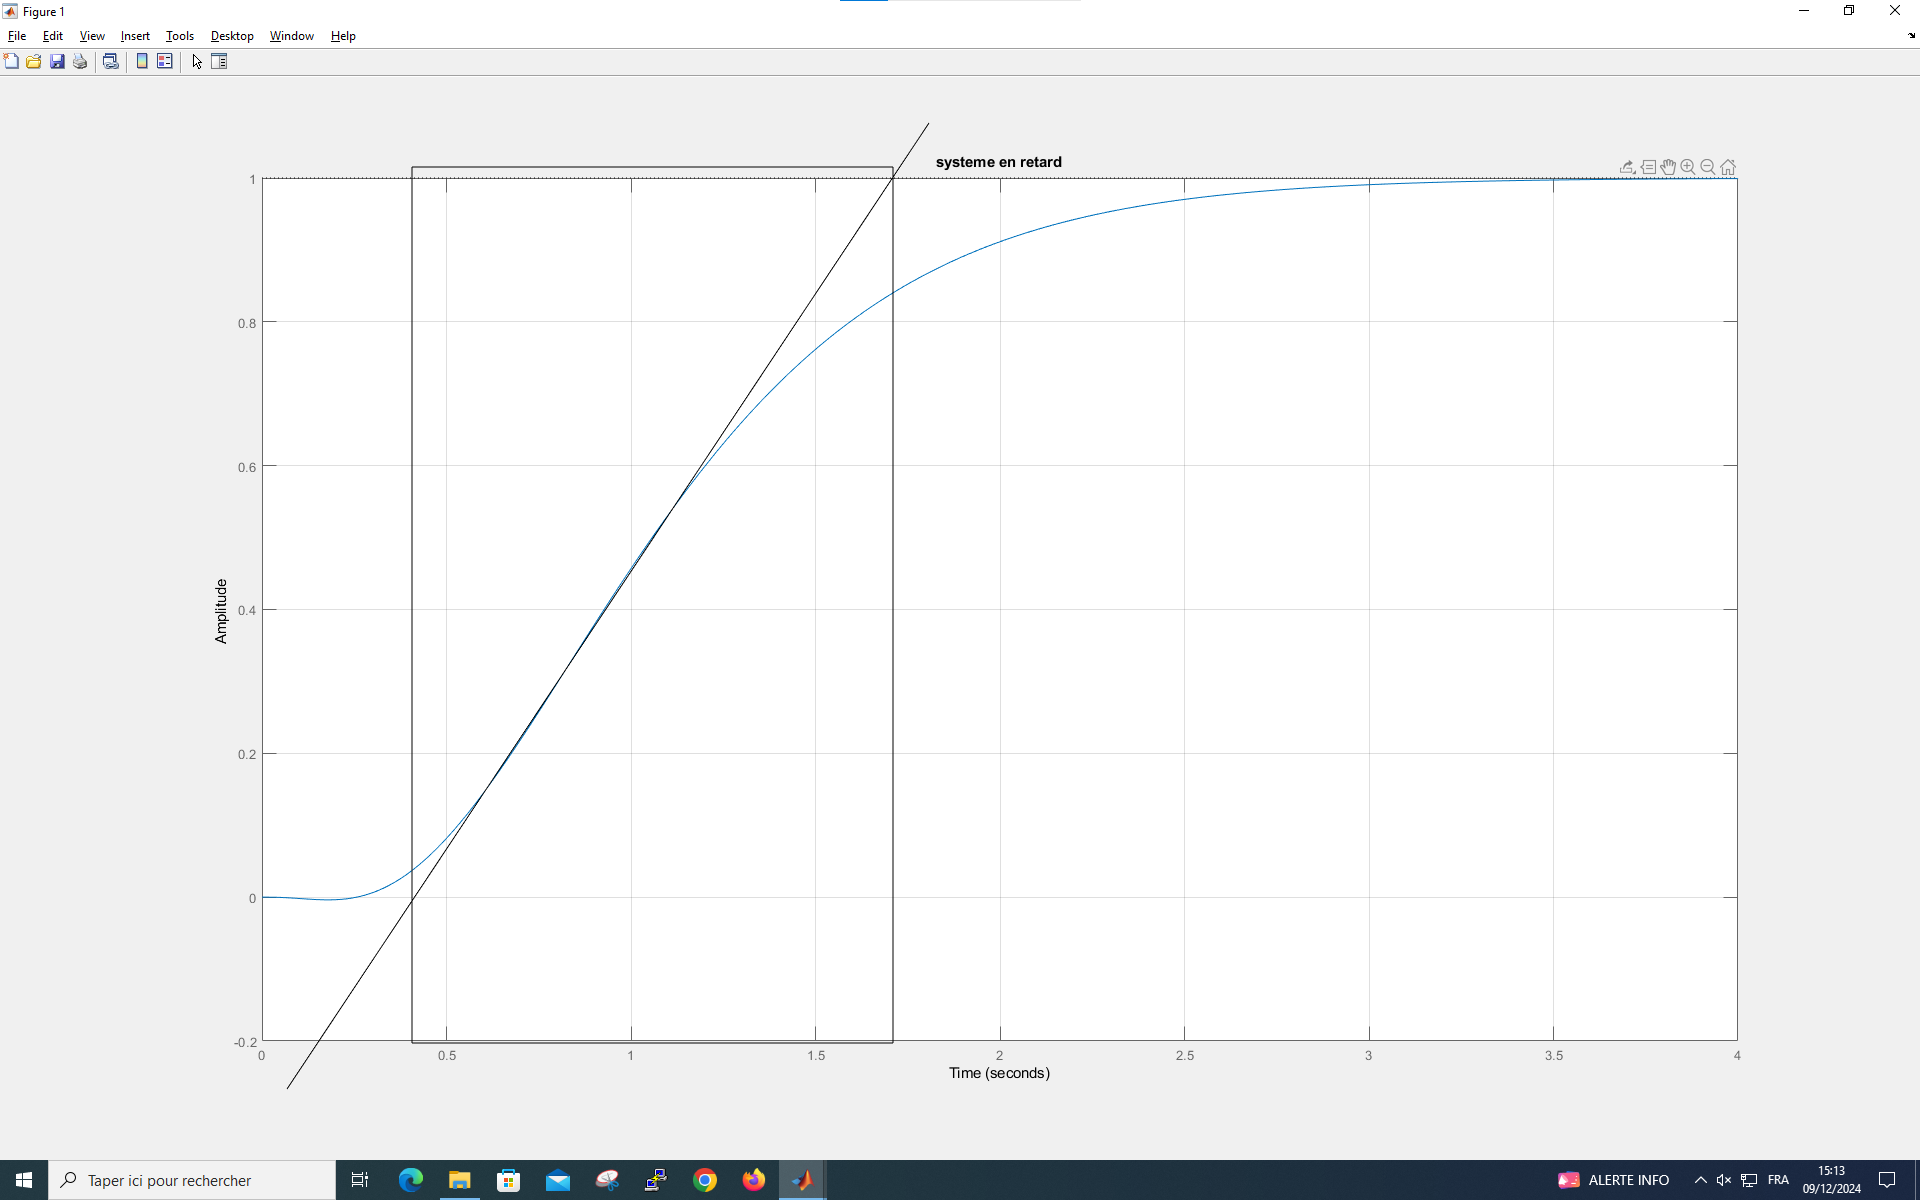 Figure 1
File Edit View Insert Tools Desktop Window Help
systeme en retard
1
0.8
0.6
0.4
0.2
0
-0.2
Amplitude
0 0.5 1 1.5 2 2.5 3 3.5 4
Time (seconds)
Taper ici pour rechercher
ALERTE INFO
FRA
15:13
09/12/2024